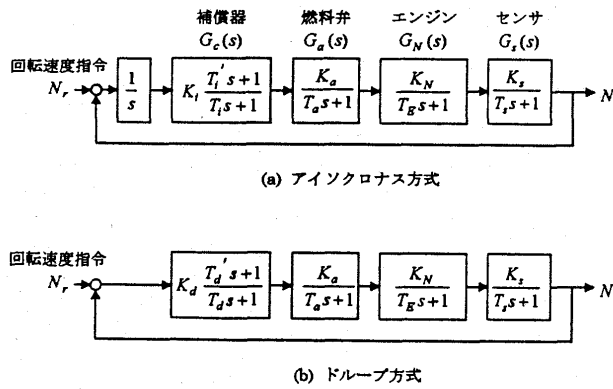 補償器 燃料弁 エンジン センサ
G_c(s) G_a(s) G_N(s) G_s(s)
回転速度指令
N_r 1/s K_i (T_i' s+1)/(T_i s+1) K_a/(T_a s+1) K_N/(T_E s+1) K_s/(T_s s+1) N
(a) アイソクロナス方式
回転速度指令
N_r K_d (T_d' s+1)/(T_d s+1) K_a/(T_a s+1) K_N/(T_E s+1) K_s/(T_s s+1) N
(b) ドループ方式